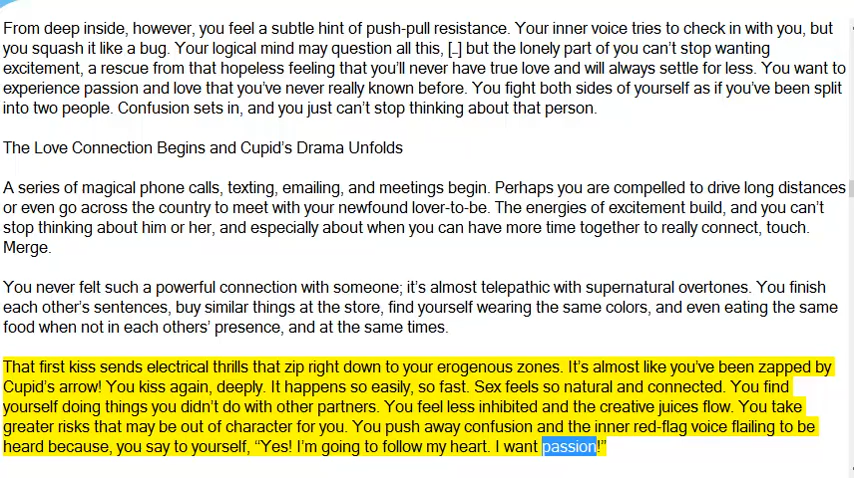 From deep inside, however, you feel a subtle hint of push-pull resistance. Your inner voice tries to check in with you, but
you squash it like a bug. Your logical mind may question all this, [..] but the lonely part of you can’t stop wanting
excitement, a rescue from that hopeless feeling that you’ll never have true love and will always settle for less. You want to
experience passion and love that you’ve never really known before. You fight both sides of yourself as if you’ve been split
into two people. Confusion sets in, and you just can’t stop thinking about that person.
The Love Connection Begins and Cupid’s Drama Unfolds
A series of magical phone calls, texting, emailing, and meetings begin. Perhaps you are compelled to drive long distances
or even go across the country to meet with your newfound lover-to-be. The energies of excitement build, and you can’t
stop thinking about him or her, and especially about when you can have more time together to really connect, touch.
Merge.
You never felt such a powerful connection with someone; it’s almost telepathic with supernatural overtones. You finish
each other’s sentences, buy similar things at the store, find yourself wearing the same colors, and even eating the same
food when not in each others’ presence, and at the same times.
That first kiss sends electrical thrills that zip right down to your erogenous zones. It’s almost like you’ve been zapped by
Cupid’s arrow! You kiss again, deeply. It happens so easily, so fast. Sex feels so natural and connected. You find
yourself doing things you didn’t do with other partners. You feel less inhibited and the creative juices flow. You take
greater risks that may be out of character for you. You push away confusion and the inner red-flag voice flailing to be
heard because, you say to yourself, “Yes! I’m going to follow my heart. I want passion!”